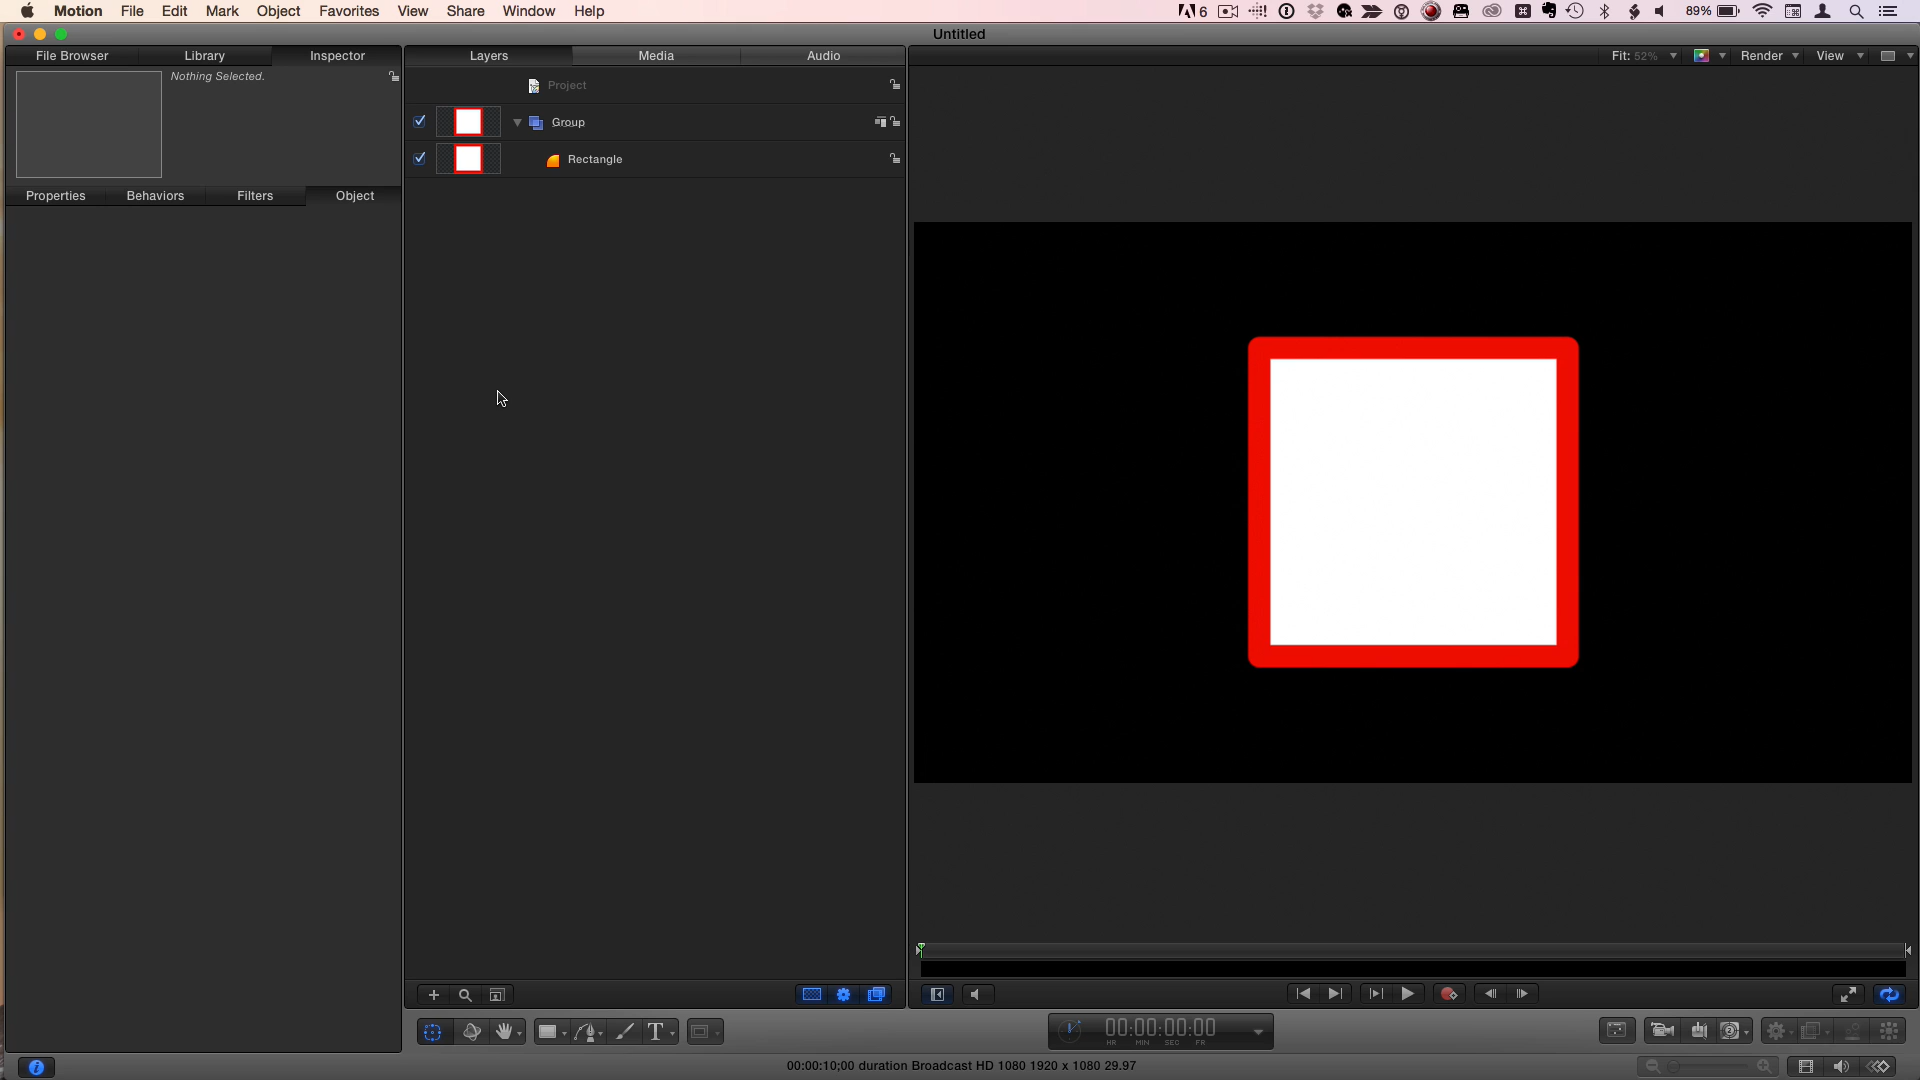 Motion File Edit Mark Object Favorites View Share Window Help 6 89%
Untitled
File Browser Library Inspector Layers Media Audio Fit: 52% Render View
Nothing Selected.
Project
Group
Rectangle
Properties Behaviors Filters Object
00:00:00:00
HR MIN SEC FR
00:00:10;00 duration Broadcast HD 1080 1920 x 1080 29.97